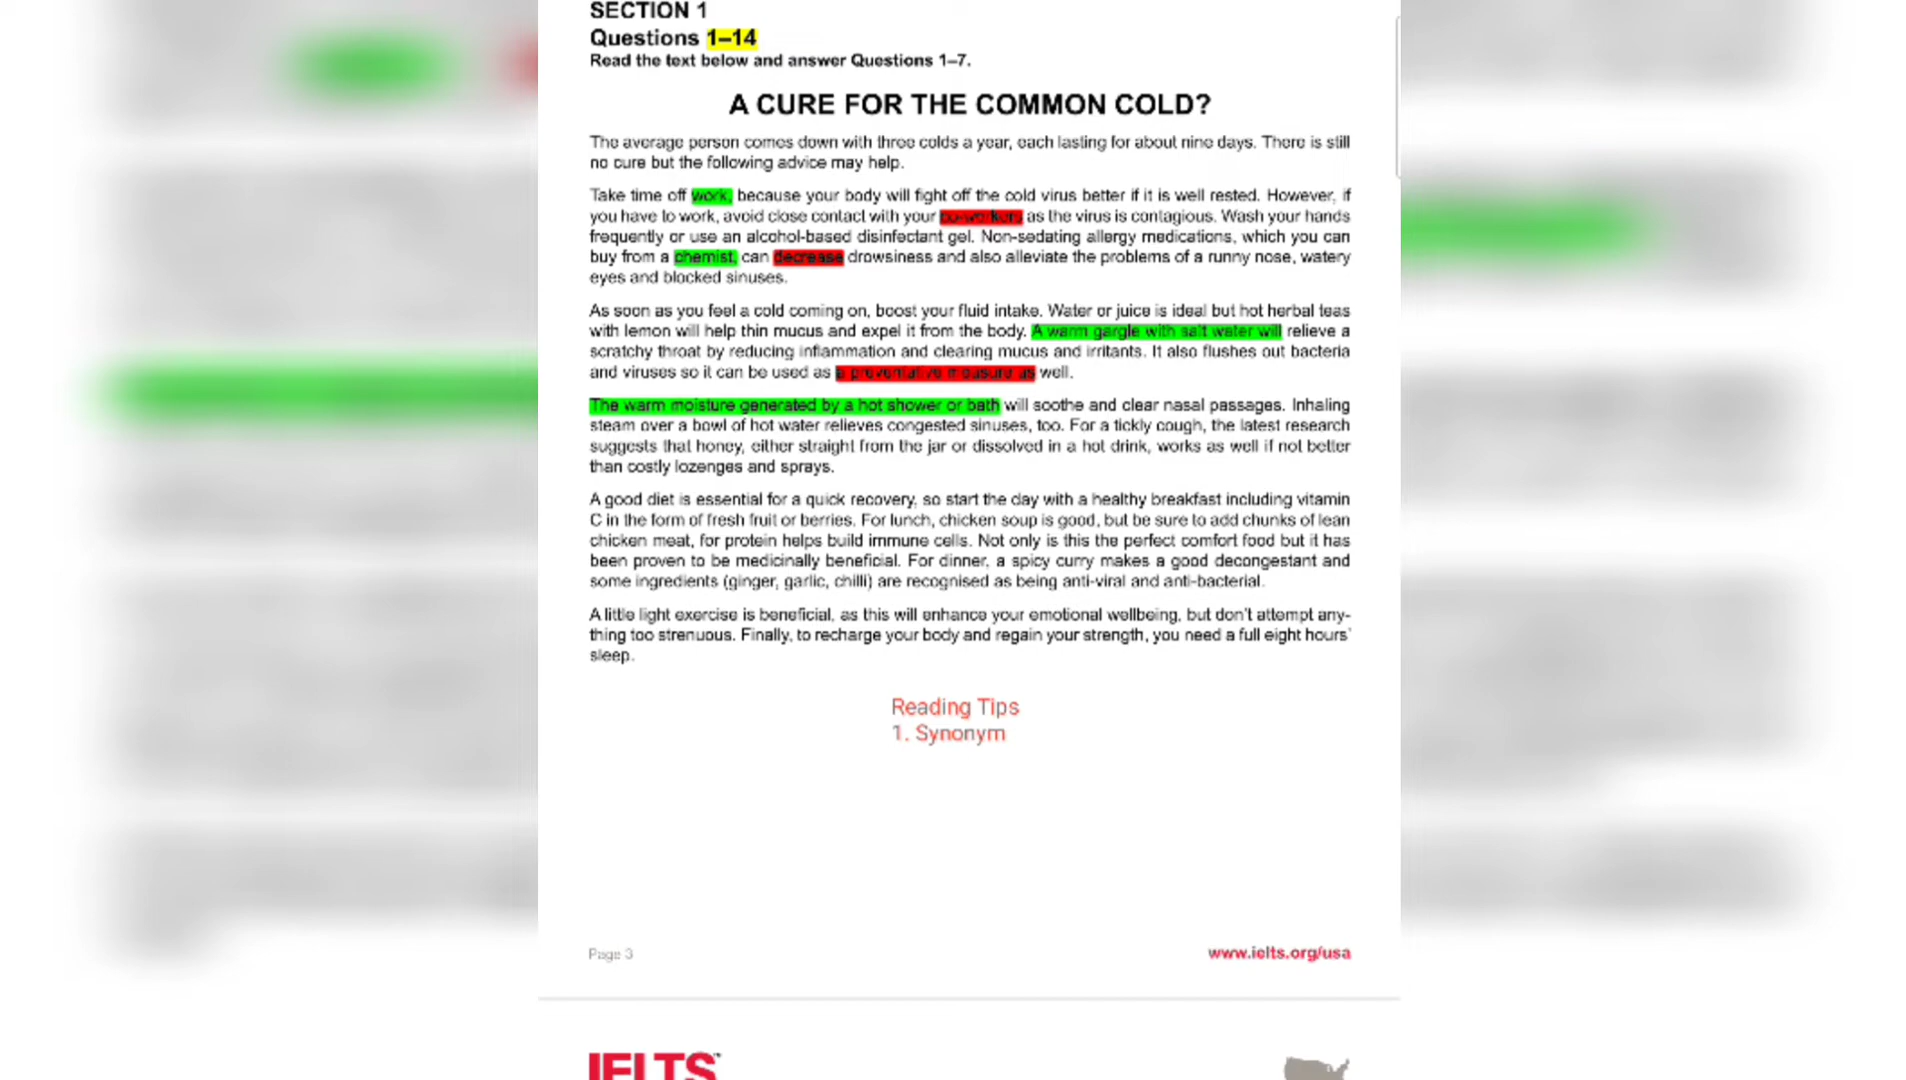 SECTION 1
Questions 1–14
Read the text below and answer Questions 1–7.
A CURE FOR THE COMMON COLD?
The average person comes down with three colds a year, each lasting for about nine days. There is still
no cure but the following advice may help.
Take time off work, because your body will fight off the cold virus better if it is well rested. However, if
you have to work, avoid close contact with your co-workers as the virus is contagious. Wash your hands
frequently or use an alcohol-based disinfectant gel. Non-sedating allergy medications, which you can
buy from a chemist, can decrease drowsiness and also alleviate the problems of a runny nose, watery
eyes and blocked sinuses.
As soon as you feel a cold coming on, boost your fluid intake. Water or juice is ideal but hot herbal teas
with lemon will help thin mucus and expel it from the body. A warm gargle with salt water will relieve a
scratchy throat by reducing inflammation and clearing mucus and irritants. It also flushes out bacteria
and viruses so it can be used as a preventative measure as well.
The warm moisture generated by a hot shower or bath will soothe and clear nasal passages. Inhaling
steam over a bowl of hot water relieves congested sinuses, too. For a tickly cough, the latest research
suggests that honey, either straight from the jar or dissolved in a hot drink, works as well if not better
than costly lozenges and sprays.
A good diet is essential for a quick recovery, so start the day with a healthy breakfast including vitamin
C in the form of fresh fruit or berries. For lunch, chicken soup is good, but be sure to add chunks of lean
chicken meat, for protein helps build immune cells. Not only is this the perfect comfort food but it has
been proven to be medicinally beneficial. For dinner, a spicy curry makes a good decongestant and
some ingredients (ginger, garlic, chilli) are recognised as being anti-viral and anti-bacterial.
A little light exercise is beneficial, as this will enhance your emotional wellbeing, but don't attempt any-
thing too strenuous. Finally, to recharge your body and regain your strength, you need a full eight hours'
sleep.
Reading Tips
1. Synonym
Page 3
www.ielts.org/usa
IELTS™